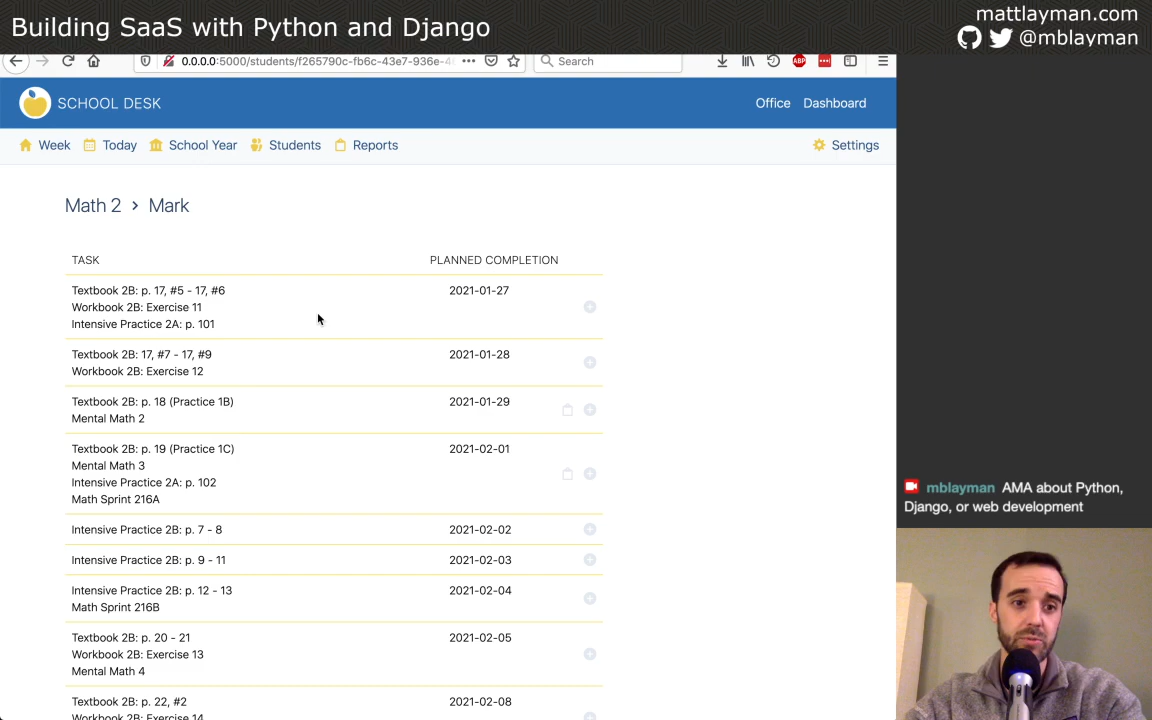 Building SaaS with Python and Django
mattlayman.com
@mblayman
0.0.0.0:5000/students/f265790c-fb6c-43e7-936e-4
Search
ABP
SCHOOL DESK
Office
Dashboard
Week
Today
School Year
Students
Reports
Settings
Math 2 > Mark
TASK
PLANNED COMPLETION
Textbook 2B: p. 17, #5 - 17, #6
2021-01-27
Workbook 2B: Exercise 11
Intensive Practice 2A: p. 101
Textbook 2B: 17, #7 - 17, #9
2021-01-28
Workbook 2B: Exercise 12
Textbook 2B: p. 18 (Practice 1B)
2021-01-29
Mental Math 2
Textbook 2B: p. 19 (Practice 1C)
2021-02-01
Mental Math 3
Intensive Practice 2A: p. 102
Math Sprint 216A
Intensive Practice 2B: p. 7 - 8
2021-02-02
Intensive Practice 2B: p. 9 - 11
2021-02-03
Intensive Practice 2B: p. 12 - 13
2021-02-04
Math Sprint 216B
Textbook 2B: p. 20 - 21
2021-02-05
Workbook 2B: Exercise 13
Mental Math 4
Textbook 2B: p. 22, #2
2021-02-08
Workbook 2B: Exercise 14
mblayman AMA about Python,
Django, or web development